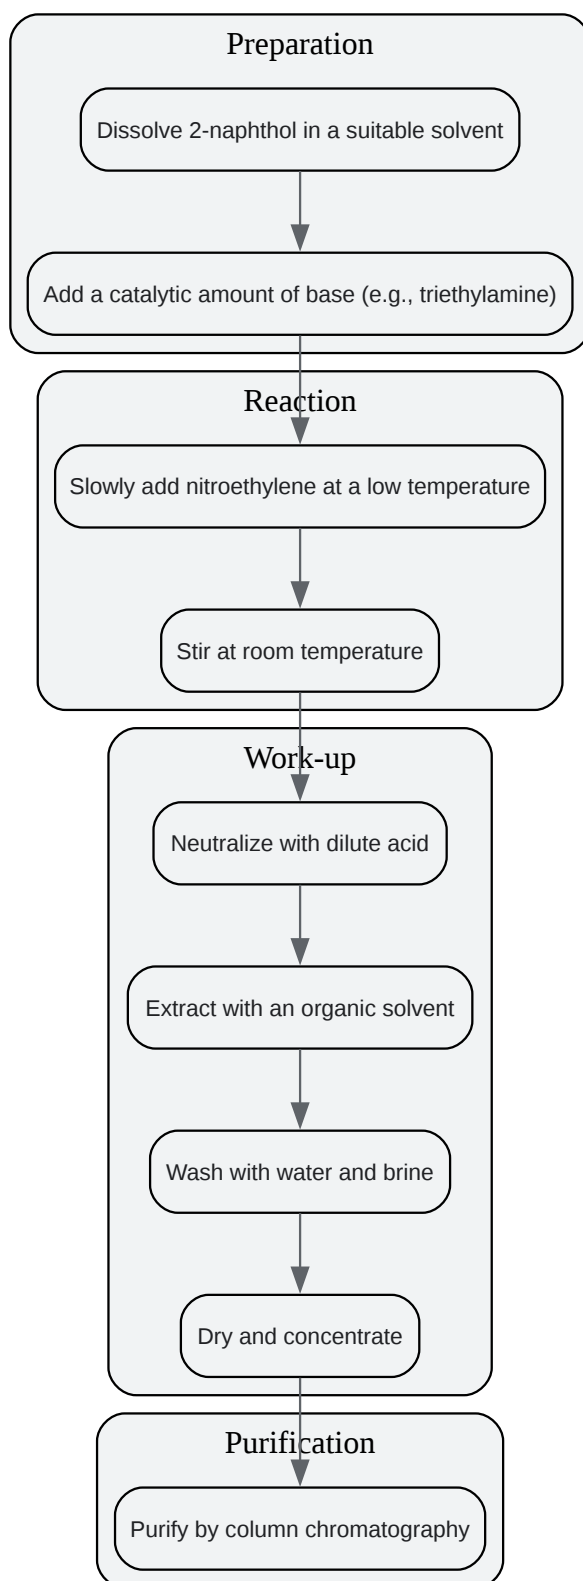 Preparation
Dissolve 2-naphthol in a suitable solvent
Add a catalytic amount of base (e.g., triethylamine)
Reaction
Slowly add nitroethylene at a low temperature
Stir at room temperature
Work-up
Neutralize with dilute acid
Extract with an organic solvent
Wash with water and brine
Dry and concentrate
Purification
Purify by column chromatography